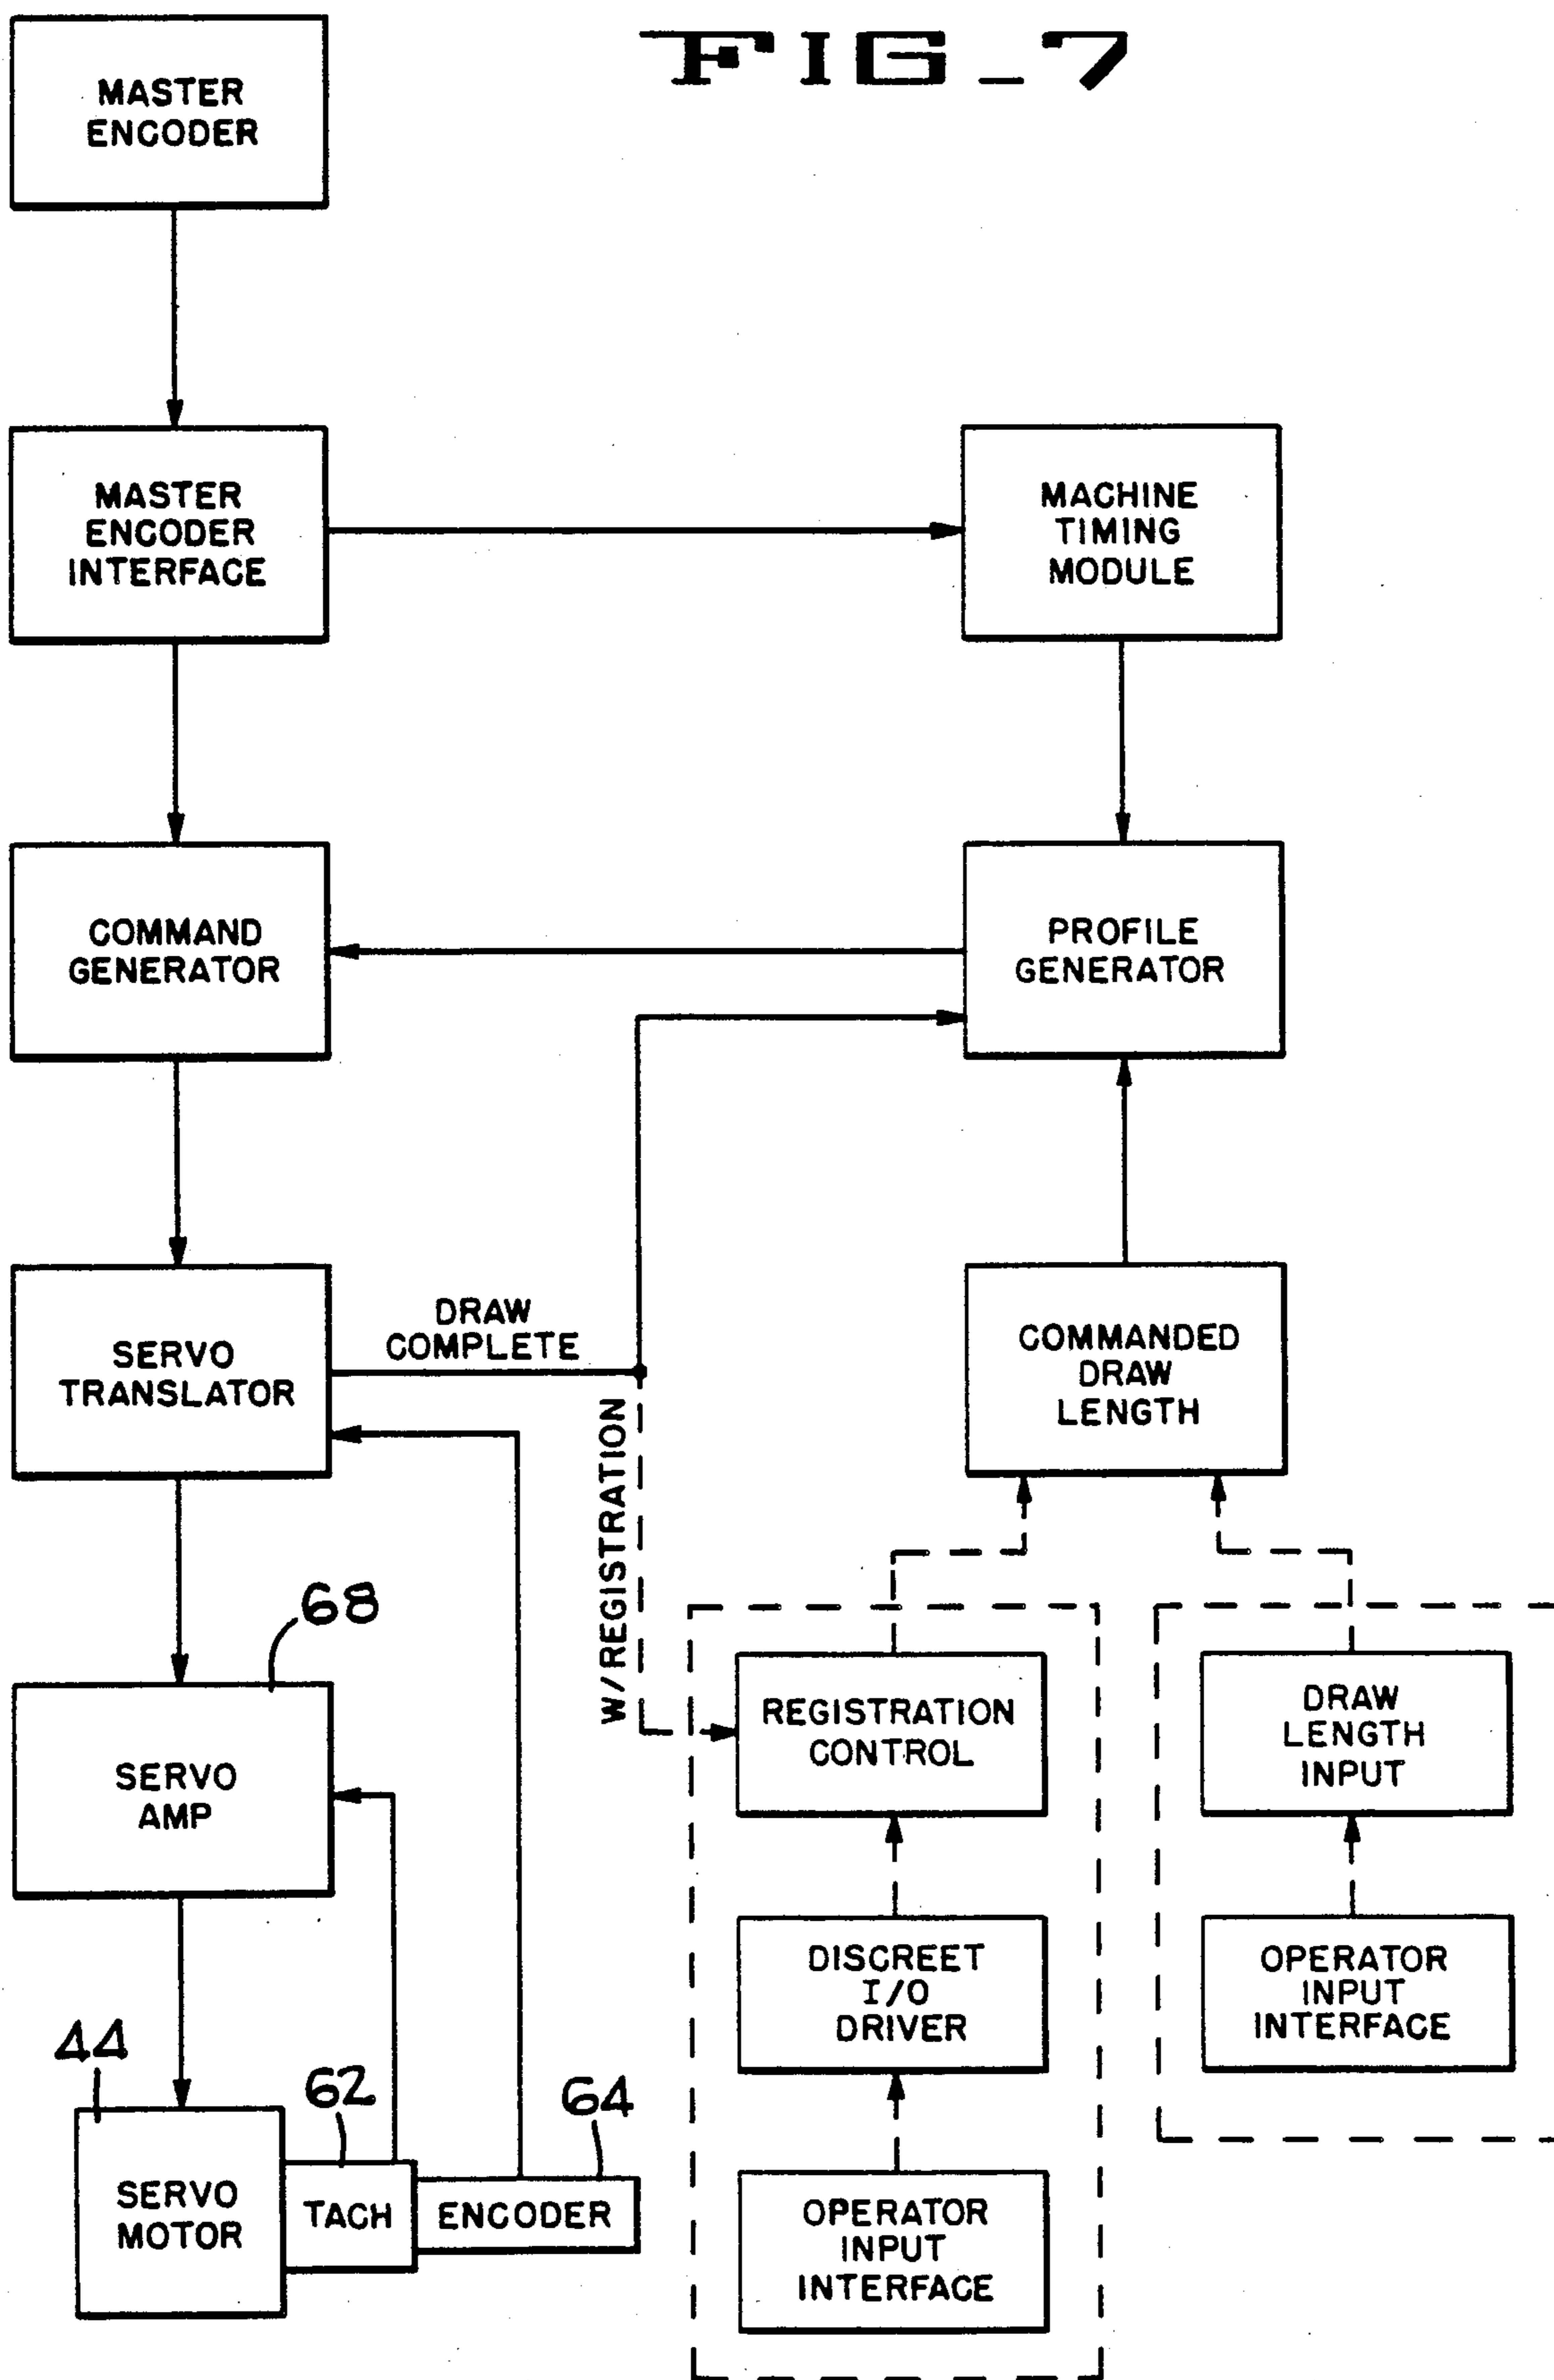 FIG_7
MASTER
ENCODER
MASTER
ENCODER
INTERFACE
MACHINE
TIMING
MODULE
COMMAND
GENERATOR
PROFILE
GENERATOR
SERVO
TRANSLATOR
DRAW
COMPLETE
COMMANDED
DRAW
LENGTH
W/REGISTRATION
68
SERVO
AMP
REGISTRATION
CONTROL
DRAW
LENGTH
INPUT
DISCREET
I/O
DRIVER
OPERATOR
INPUT
INTERFACE
44
62
64
SERVO
MOTOR
TACH
ENCODER
OPERATOR
INPUT
INTERFACE